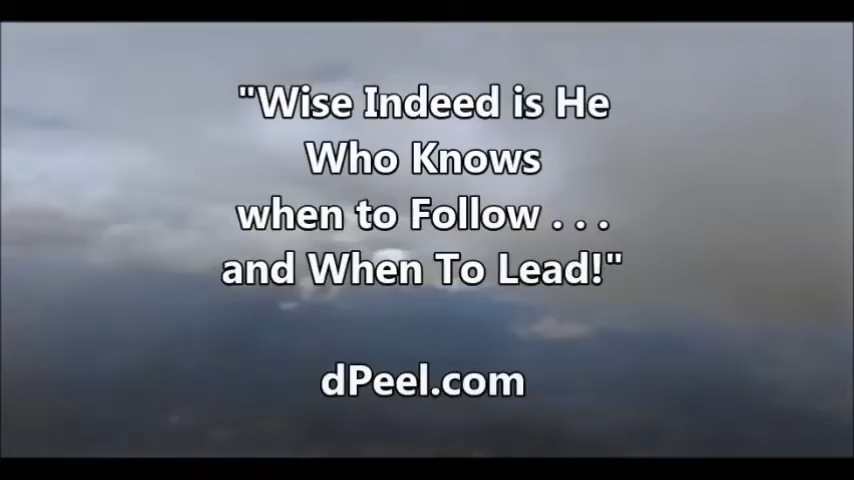 "Wise Indeed is He
Who Knows
when to Follow . . .
and When To Lead!"
dPeel.com